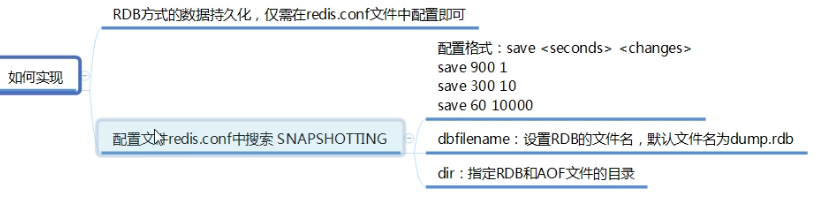 RDB方式的数据持久化，仅需在redis.conf文件中配置即可
如何实现
配置格式：save <seconds> <changes>
save 900 1
save 300 10
save 60 10000
配置文件redis.conf中搜索 SNAPSHOTTING
dbfilename：设置RDB的文件名，默认文件名为dump.rdb
dir：指定RDB和AOF文件的目录